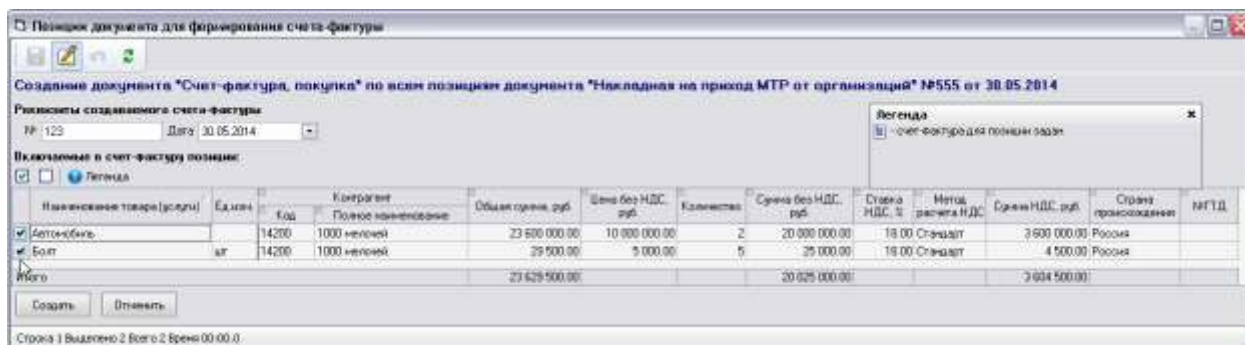 Позиции документа для формирования счета-фактуры
Создание документа "Счет-фактура, покупка" по всем позициям документа "Накладная на приход МТР от организаций" №555 от 30.05.2014
Реквизиты создаваемого счета-фактуры
№ 123 Дата 30.05.2014
Легенда
- счет-фактура для позиции задан
Включаемые в счет-фактуру позиции:
Легенда
Наименование товара (услуги) Ед.изм Контрагент Общая сумма, руб. Цена без НДС, руб. Количество Сумма без НДС, руб. Ставка НДС, % Метод расчета НДС Сумма НДС, руб. Страна происхождения №ГТД
Код Полное наименование
Автомобиль 14200 1000 мелочей 23 600 000.00 10 000 000.00 2 20 000 000.00 18.00 Стандарт 3 600 000.00 Россия
Болт шт 14200 1000 мелочей 29 500.00 5 000.00 5 25 000.00 18.00 Стандарт 4 500.00 Россия
Итого 23 629 500.00 20 025 000.00 3 604 500.00
Создать Отменить
Строка 1 Выделено 2 Всего 2 Время 00:00.0